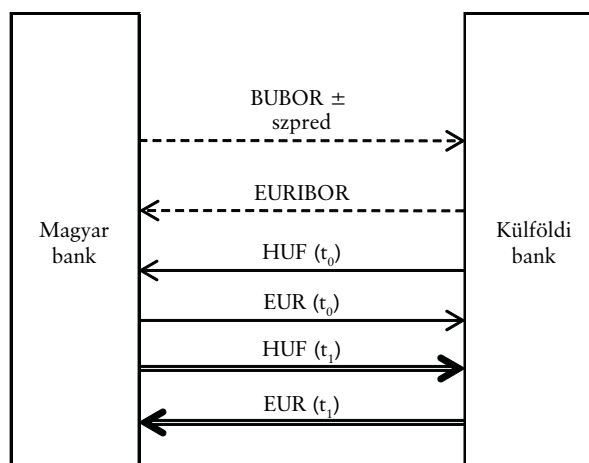 BUBOR ±
szpred
EURIBOR
Magyar
bank
Külföldi
bank
HUF (t₀)
EUR (t₀)
HUF (t₁)
EUR (t₁)